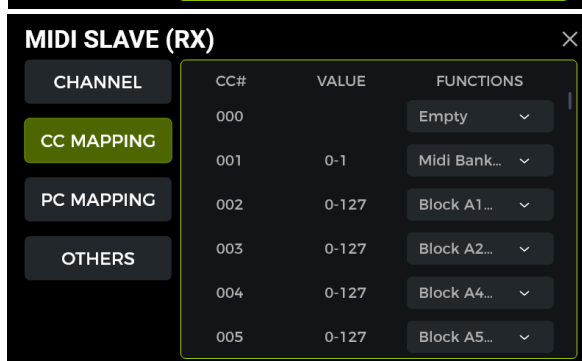 MIDI SLAVE (RX)
CHANNEL
CC MAPPING
PC MAPPING
OTHERS
CC# VALUE FUNCTIONS
000 Empty
001 0-1 Midi Bank...
002 0-127 Block A1...
003 0-127 Block A2...
004 0-127 Block A4...
005 0-127 Block A5...